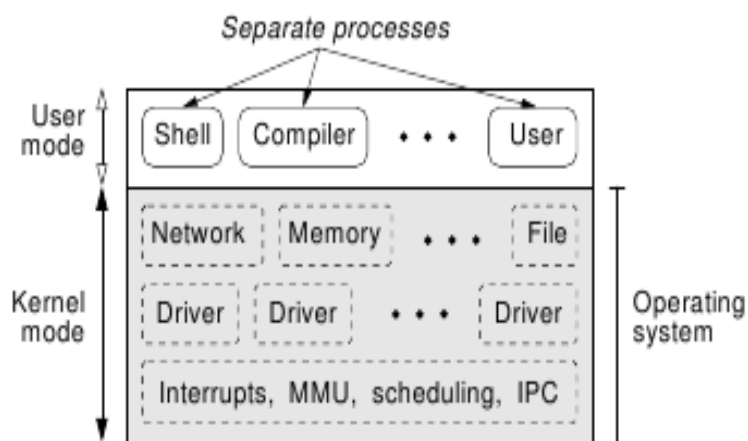 Separate processes
User
mode
Shell Compiler • • • User
Network Memory • • • File
Kernel
mode
Driver Driver • • • Driver
Operating
system
Interrupts, MMU, scheduling, IPC